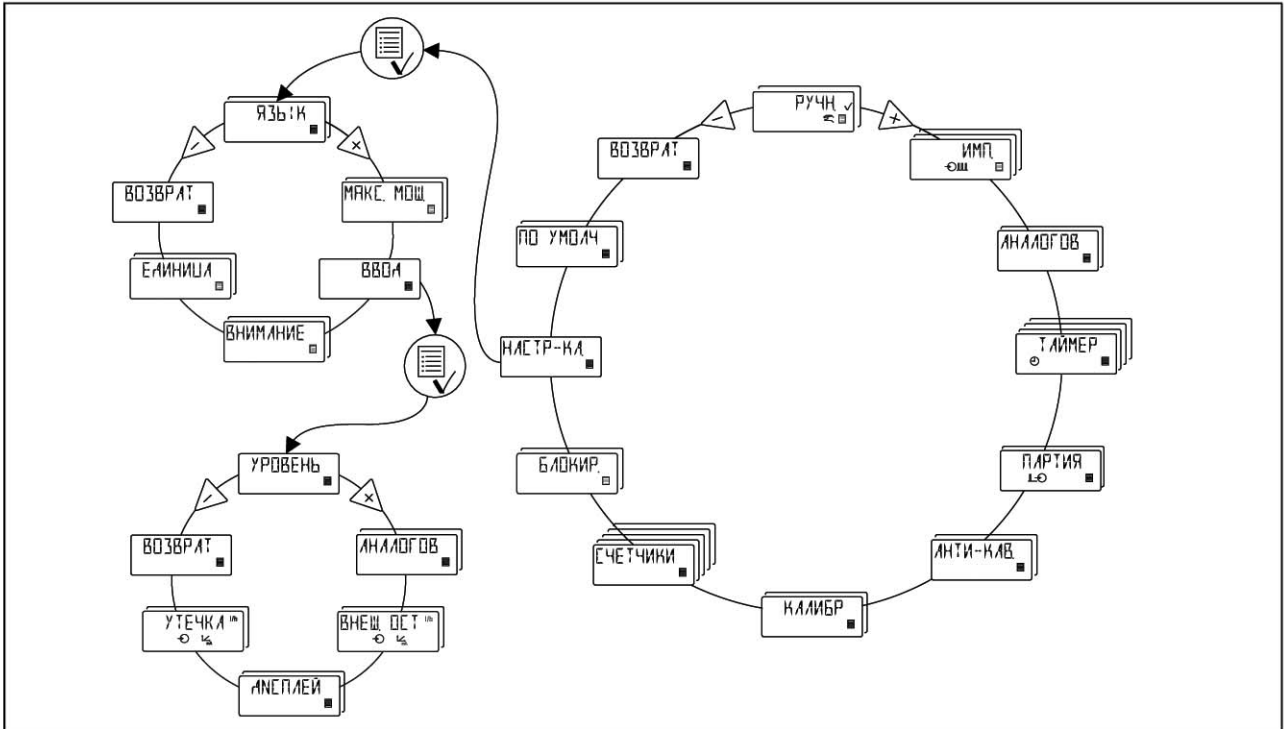 ЯЗЫК
ВОЗВРАТ
МАКС. МОЩ.
ЕДИНИЦА
ВВОД
ВНИМАНИЕ
УРОВЕНЬ
ВОЗВРАТ
АНАЛОГОВ
УТЕЧКА
ВНЕШ. ОСТ
ДИСПЛЕЙ
РУЧН.
ВОЗВРАТ
ИМП.
ПО УМОЛЧ
АНАЛОГОВ
НАСТР-КА.
ТАЙМЕР
БЛОКИР.
ПАРТИЯ
СЧЕТЧИКИ
АНТИ-КАВ.
КАЛИБР